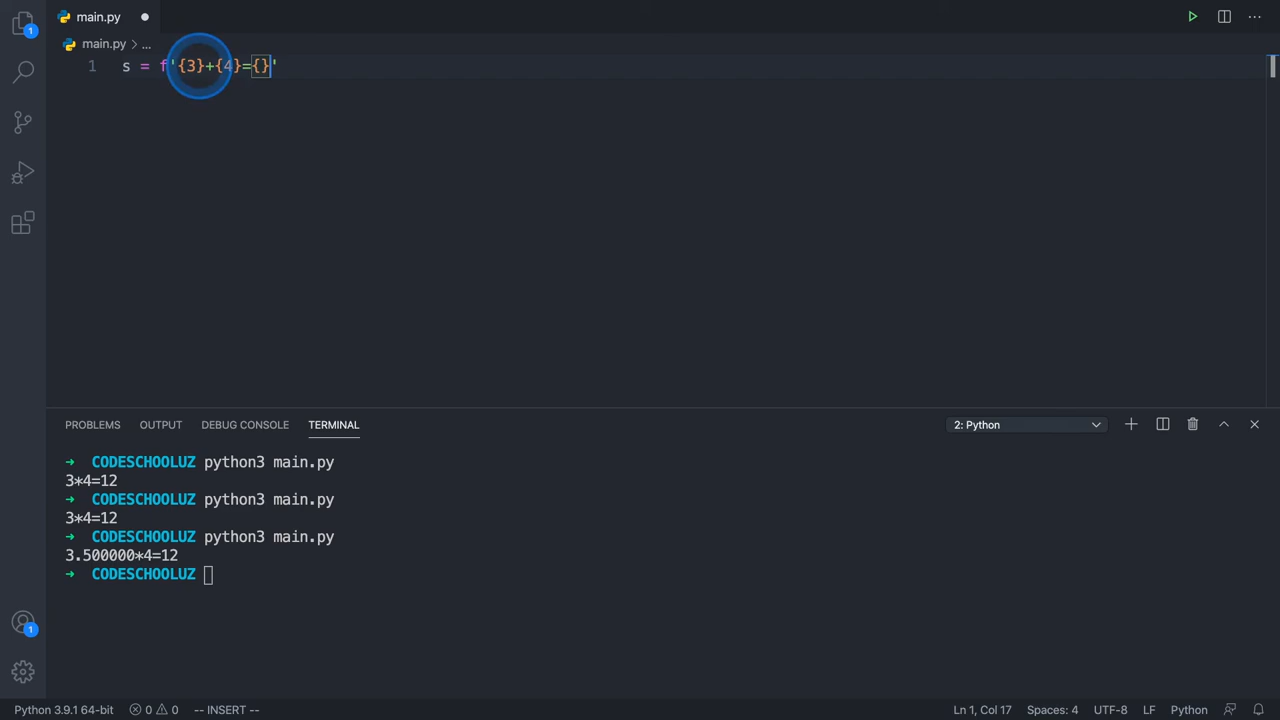 main.py
main.py > ...
1 s = f'{3}+{4}={}'
PROBLEMS OUTPUT DEBUG CONSOLE TERMINAL 2: Python
→ CODESCHOOLUZ python3 main.py
3*4=12
→ CODESCHOOLUZ python3 main.py
3*4=12
→ CODESCHOOLUZ python3 main.py
3.500000*4=12
→ CODESCHOOLUZ
1
1
Python 3.9.1 64-bit 0 0 -- INSERT -- Ln 1, Col 17 Spaces: 4 UTF-8 LF Python